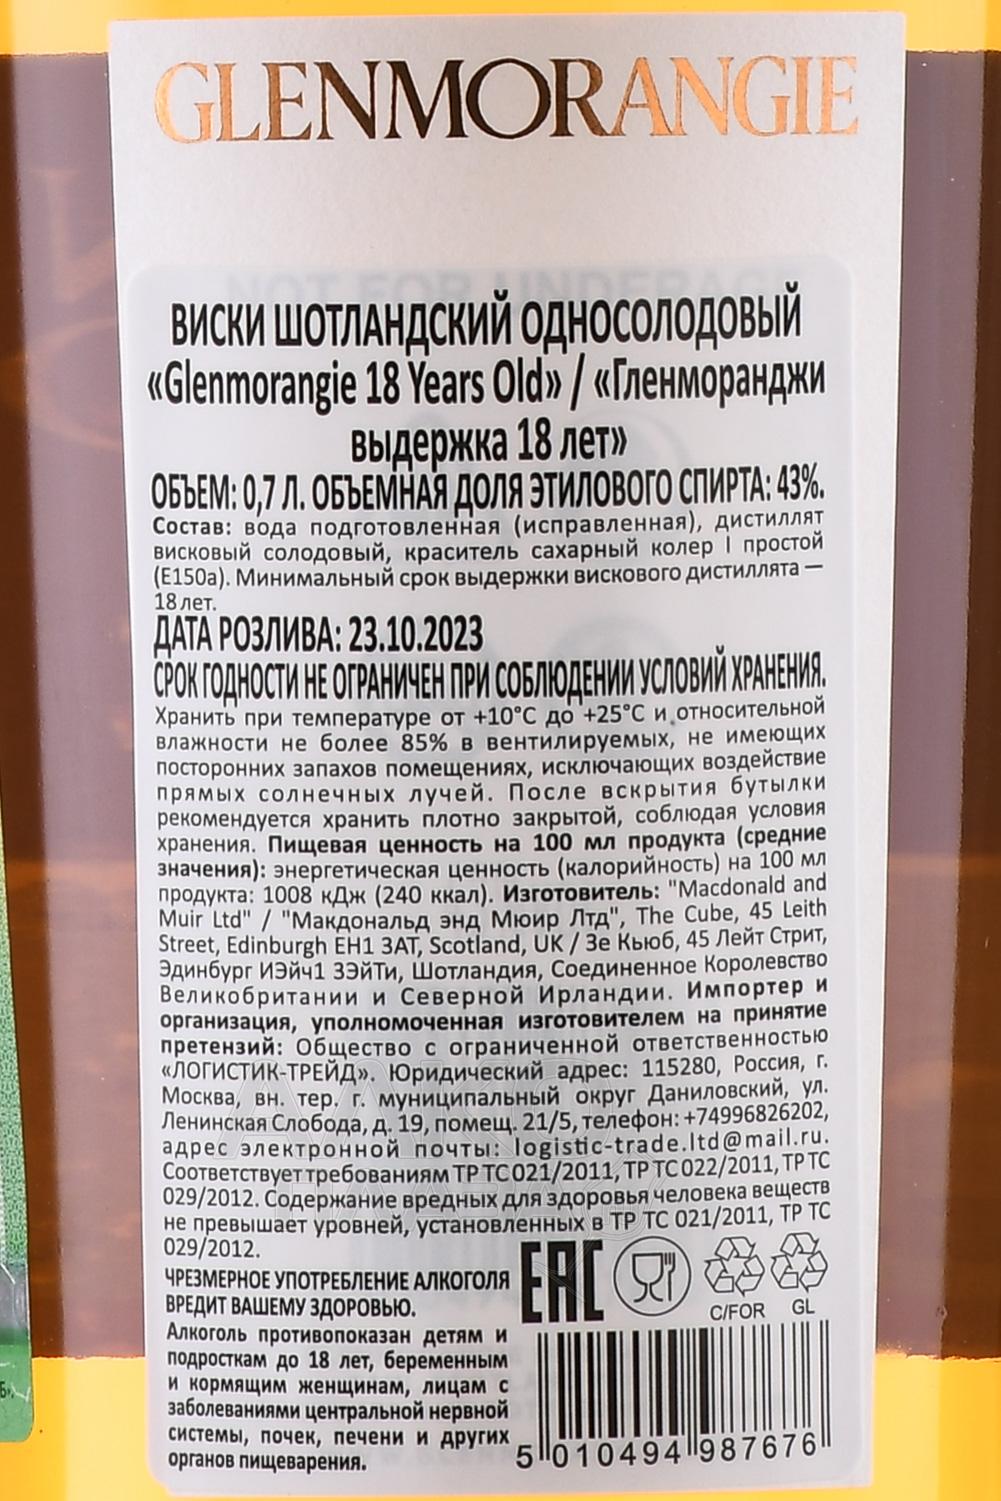 GLENMORANGIE
NOT FOR UNDERAGE
ВИСКИ ШОТЛАНДСКИЙ ОДНОСОЛОДОВЫЙ
«Glenmorangie 18 Years Old» / «Гленморанджи
выдержка 18 лет»
ОБЪЕМ: 0,7 Л. ОБЪЕМНАЯ ДОЛЯ ЭТИЛОВОГО СПИРТА: 43%.
Состав: вода подготовленная (исправленная), дистиллят
висковый солодовый, краситель сахарный колер I простой
(Е150а). Минимальный срок выдержки вискового дистиллята —
18 лет.
ДАТА РОЗЛИВА: 23.10.2023
СРОК ГОДНОСТИ НЕ ОГРАНИЧЕН ПРИ СОБЛЮДЕНИИ УСЛОВИЙ ХРАНЕНИЯ.
Хранить при температуре от +10°С до +25°С и относительной
влажности не более 85% в вентилируемых, не имеющих
посторонних запахов помещениях, исключающих воздействие
прямых солнечных лучей. После вскрытия бутылки
рекомендуется хранить плотно закрытой, соблюдая условия
хранения. Пищевая ценность на 100 мл продукта (средние
значения): энергетическая ценность (калорийность) на 100 мл
продукта: 1008 кДж (240 ккал). Изготовитель: "Macdonald and
Muir Ltd" / "Макдональд энд Мюир Лтд", The Cube, 45 Leith
Street, Edinburgh EH1 3AT, Scotland, UK / Зе Кьюб, 45 Лейт Стрит,
Эдинбург ИЭйч1 3ЭйТи, Шотландия, Соединенное Королевство
Великобритании и Северной Ирландии. Импортер и
организация, уполномоченная изготовителем на принятие
претензий: Общество с ограниченной ответственностью
«ЛОГИСТИК-ТРЕЙД». Юридический адрес: 115280, Россия, г.
Москва, вн. тер. г. муниципальный округ Даниловский, ул.
Ленинская Слобода, д. 19, помещ. 21/5, телефон: +74996826202,
адрес электронной почты: logistic-trade.ltd@mail.ru.
Соответствует требованиям ТР ТС 021/2011, ТР ТС 022/2011, ТР ТС
029/2012. Содержание вредных для здоровья человека веществ
не превышает уровней, установленных в ТР ТС 021/2011, ТР ТС
029/2012.
ЧРЕЗМЕРНОЕ УПОТРЕБЛЕНИЕ АЛКОГОЛЯ
ВРЕДИТ ВАШЕМУ ЗДОРОВЬЮ.
Алкоголь противопоказан детям и
подросткам до 18 лет, беременным
и кормящим женщинам, лицам с
заболеваниями центральной нервной
системы, почек, печени и других
органов пищеварения.
EAC
C/FOR GL
5 010494 987676